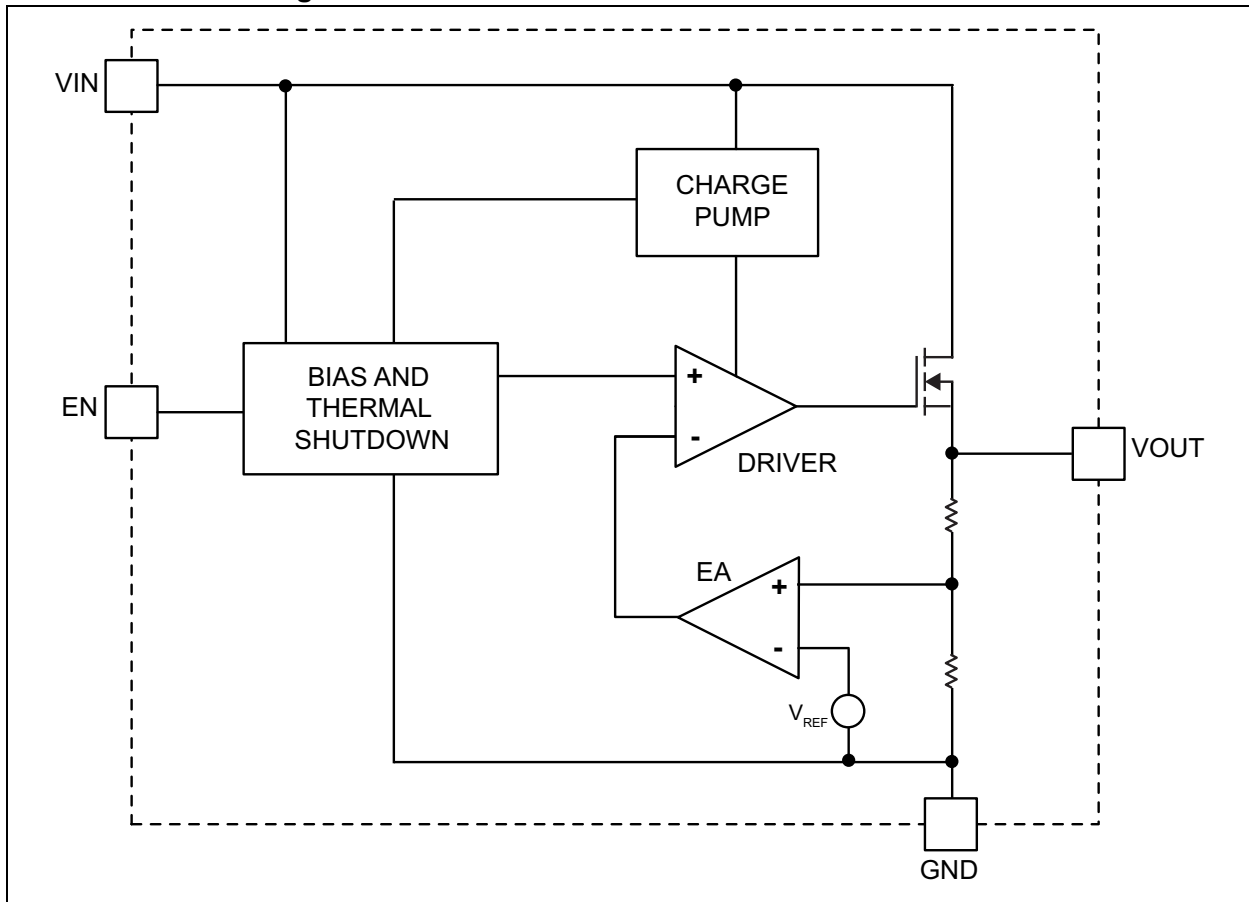 VIN
CHARGE
PUMP
BIAS AND
THERMAL
SHUTDOWN
EN
+
-
DRIVER
VOUT
EA
+
-
VREF
GND